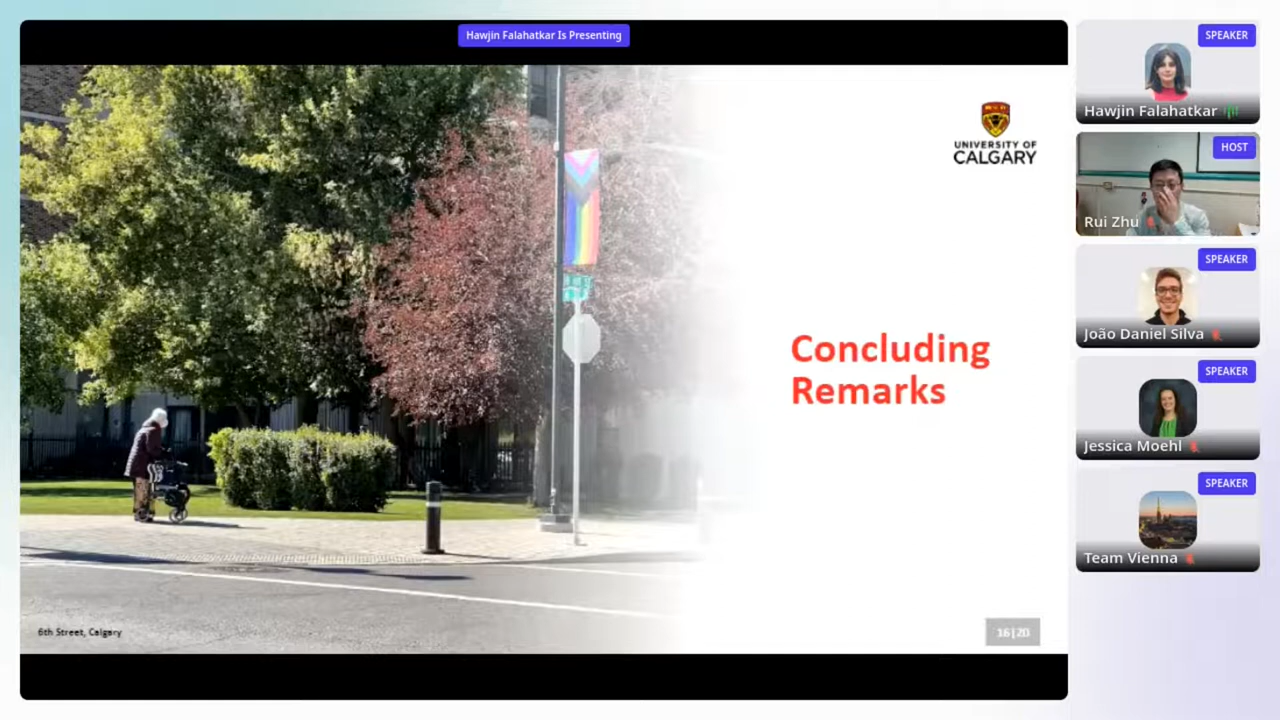 Hawjin Falahatkar Is Presenting
UNIVERSITY OF
CALGARY
Concluding
Remarks
6th Street, Calgary
16|20
SPEAKER
Hawjin Falahatkar
HOST
Rui Zhu
SPEAKER
João Daniel Silva
SPEAKER
Jessica Moehl
SPEAKER
Team Vienna